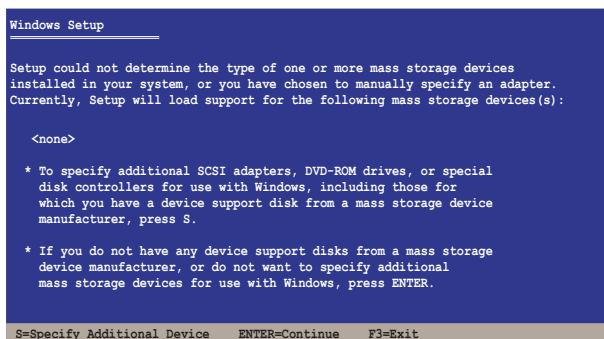 Windows Setup
Setup could not determine the type of one or more mass storage devices
installed in your system, or you have chosen to manually specify an adapter.
Currently, Setup will load support for the following mass storage devices(s):
<none>
* To specify additional SCSI adapters, DVD-ROM drives, or special
disk controllers for use with Windows, including those for
which you have a device support disk from a mass storage device
manufacturer, press S.
* If you do not have any device support disks from a mass storage
device manufacturer, or do not want to specify additional
mass storage devices for use with Windows, press ENTER.
S=Specify Additional Device ENTER=Continue F3=Exit